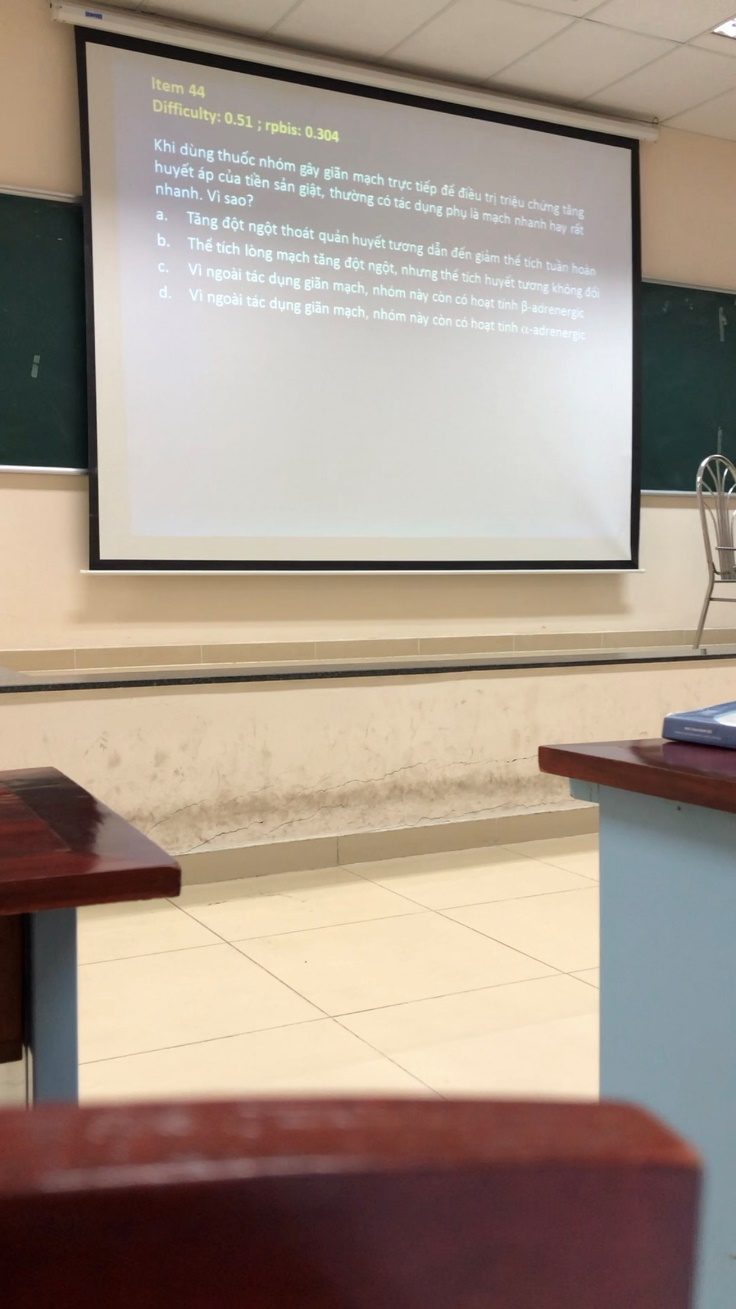 Item 44
Difficulty: 0.51 ; rpbis: 0.304
Khi dùng thuốc nhóm gây giãn mạch trực tiếp để điều trị triệu chứng tăng
huyết áp của tiền sản giật, thường có tác dụng phụ là mạch nhanh hay rất
nhanh. Vì sao?
a. Tăng đột ngột thoát quản huyết tương dẫn đến giảm thể tích tuần hoàn
b. Thể tích lòng mạch tăng đột ngột, nhưng thể tích huyết tương không đổi
c. Vì ngoài tác dụng giãn mạch, nhóm này còn có hoạt tính β-adrenergic
d. Vì ngoài tác dụng giãn mạch, nhóm này còn có hoạt tính α-adrenergic